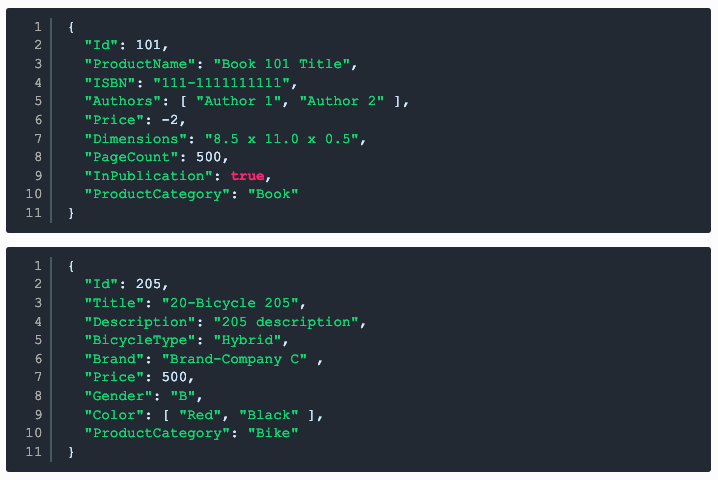 1 {
2 "Id": 101,
3 "ProductName": "Book 101 Title",
4 "ISBN": "111-1111111111",
5 "Authors": [ "Author 1", "Author 2" ],
6 "Price": -2,
7 "Dimensions": "8.5 x 11.0 x 0.5",
8 "PageCount": 500,
9 "InPublication": true,
10 "ProductCategory": "Book"
11 }
1 {
2 "Id": 205,
3 "Title": "20-Bicycle 205",
4 "Description": "205 description",
5 "BicycleType": "Hybrid",
6 "Brand": "Brand-Company C" ,
7 "Price": 500,
8 "Gender": "B",
9 "Color": [ "Red", "Black" ],
10 "ProductCategory": "Bike"
11 }